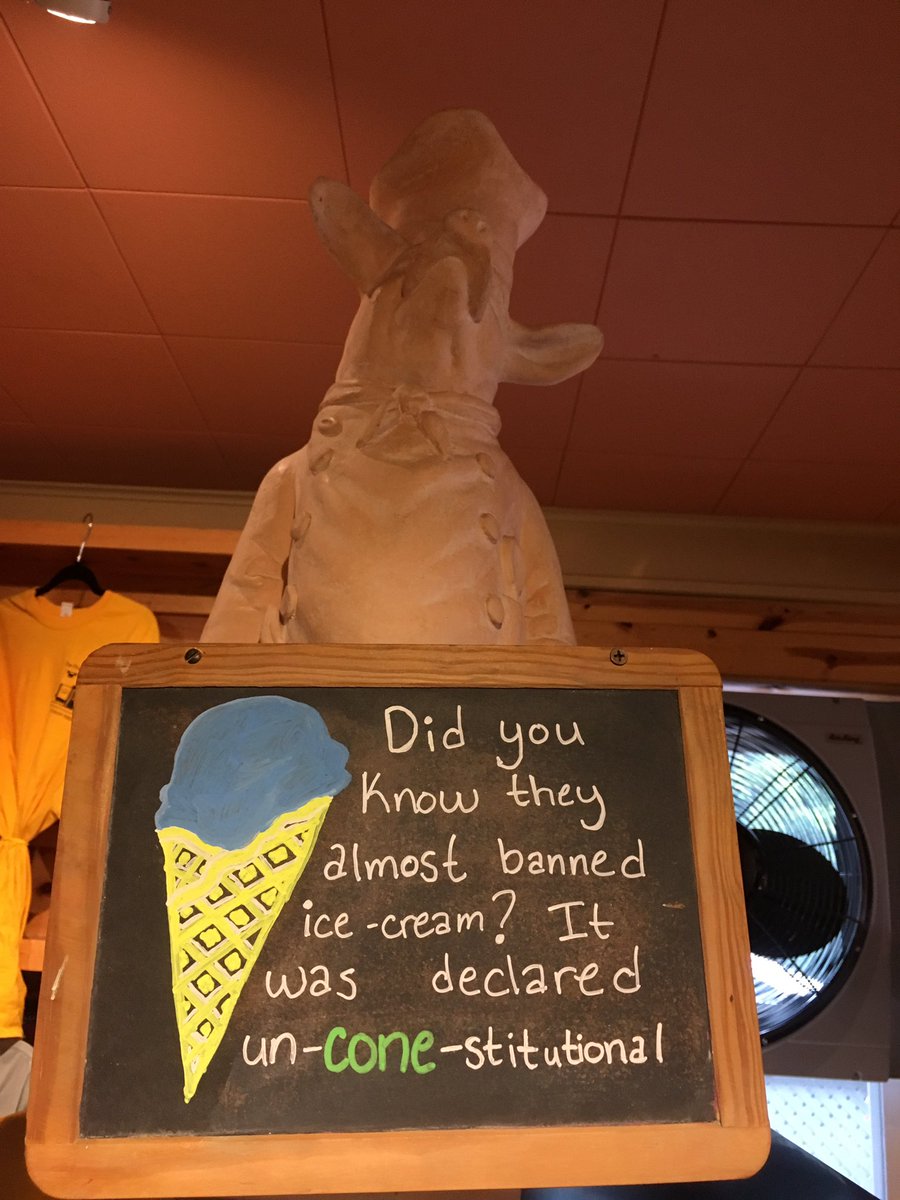 Did you
Know they
almost banned
ice-cream? It
was declared
un-cone-stitutional